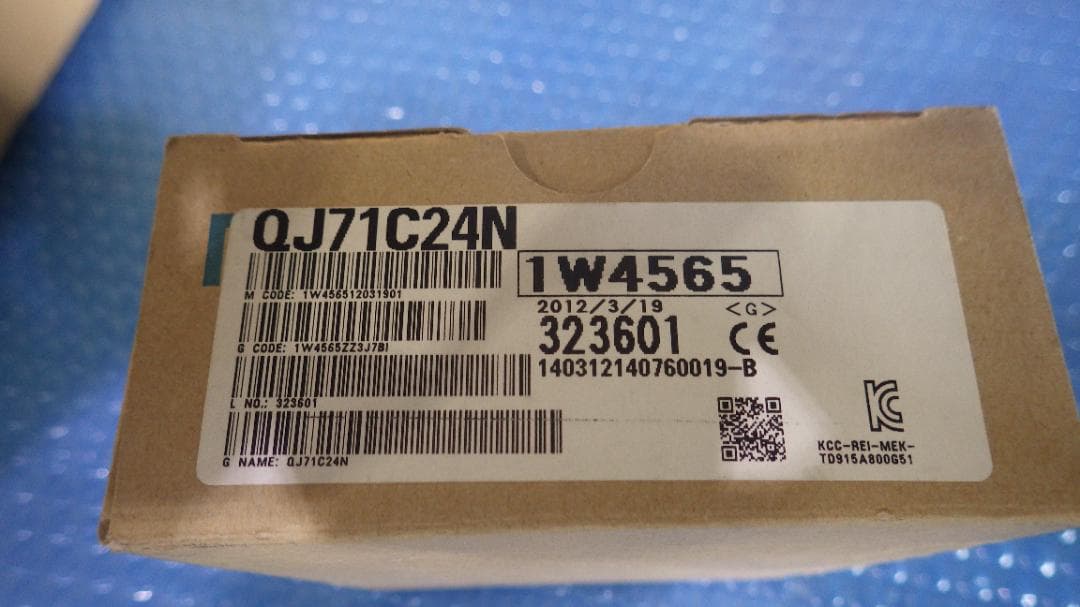 QJ71C24N
M CODE: 1W456512031901
1W4565
2012/3/19 <G>
G CODE: 1W4565ZZ3J7BI
323601 CE
L NO.: 323601
140312140760019-B
G NAME: QJ71C24N
KCC-REI-MEK-
TD915A800G51